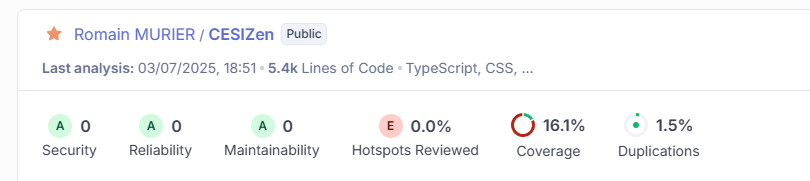 Romain MURIER / CESIZen Public
Last analysis: 03/07/2025, 18:51 • 5.4k Lines of Code • TypeScript, CSS, ...
A 0 A 0 A 0 E 0.0% 16.1% 1.5%
Security Reliability Maintainability Hotspots Reviewed Coverage Duplications